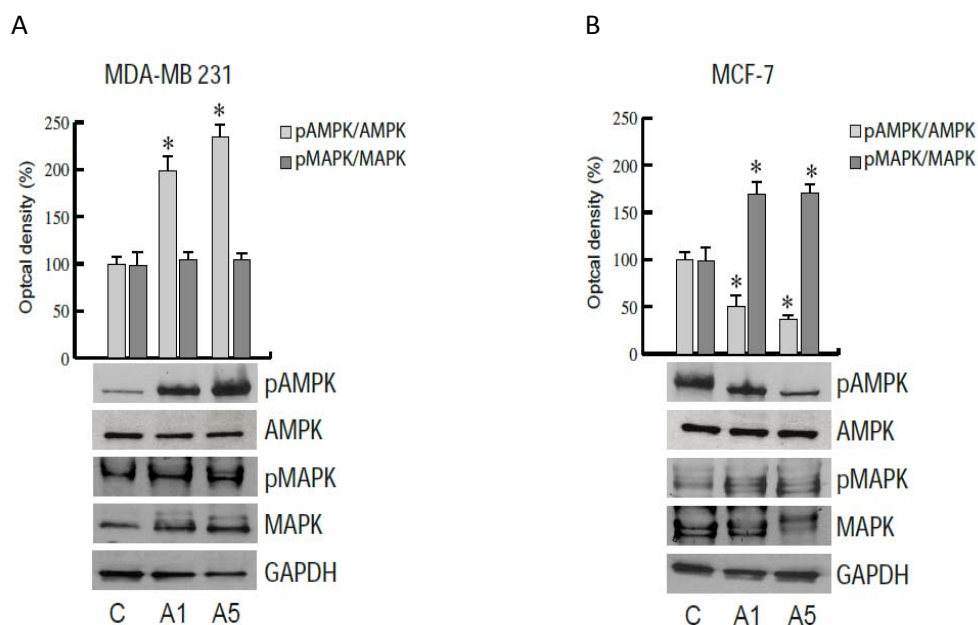 A
MDA-MB 231
Optcal density (%)
250
200
150
100
50
0
* *
pAMPK/AMPK
pMAPK/MAPK
pAMPK
AMPK
pMAPK
MAPK
GAPDH
C A1 A5
B
MCF-7
Optcal density (%)
250
200
150
100
50
0
* * * *
pAMPK/AMPK
pMAPK/MAPK
pAMPK
AMPK
pMAPK
MAPK
GAPDH
C A1 A5